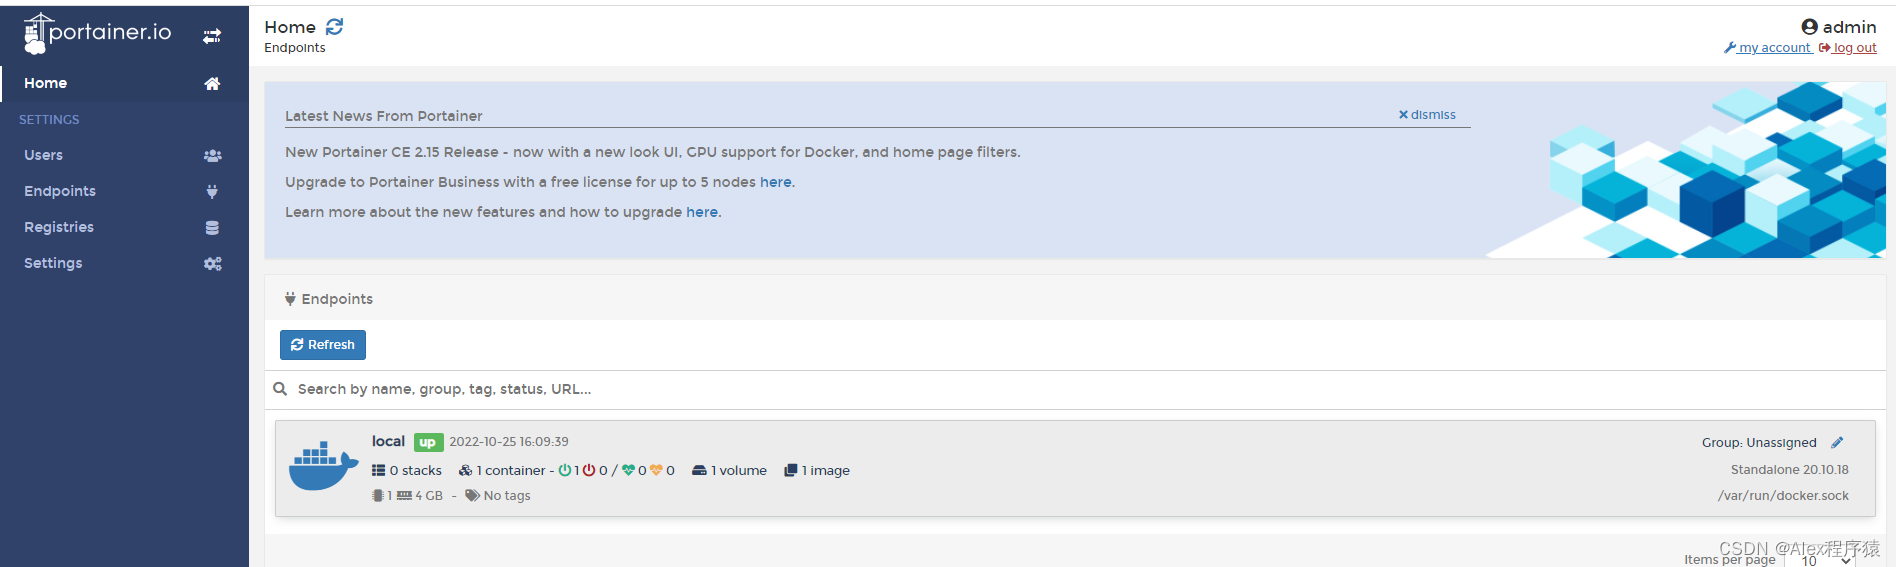 portainer.io
Home
SETTINGS
Users
Endpoints
Registries
Settings
Home
Endpoints
admin
my account log out
Latest News From Portainer
dismiss
New Portainer CE 2.15 Release - now with a new look UI, GPU support for Docker, and home page filters.
Upgrade to Portainer Business with a free license for up to 5 nodes here.
Learn more about the new features and how to upgrade here.
Endpoints
Refresh
Search by name, group, tag, status, URL...
local up 2022-10-25 16:09:39
Group: Unassigned
0 stacks 1 container - 1 0 / 0 0 1 volume 1 image
Standalone 20.10.18
1 4 GB - No tags
/var/run/docker.sock
Items per page 10
CSDN @Alex程序猿